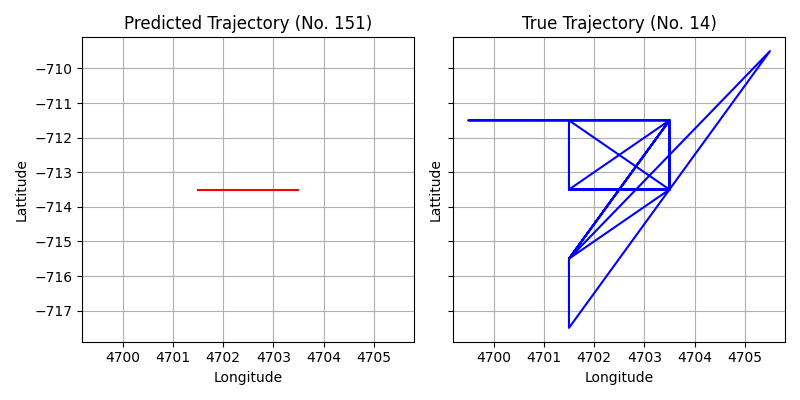 Predicted Trajectory (No. 151)
−710
−711
−712
−713
−714
−715
−716
−717
Lattitude
4700 4701 4702 4703 4704 4705
Longitude
True Trajectory (No. 14)
Lattitude
4700 4701 4702 4703 4704 4705
Longitude